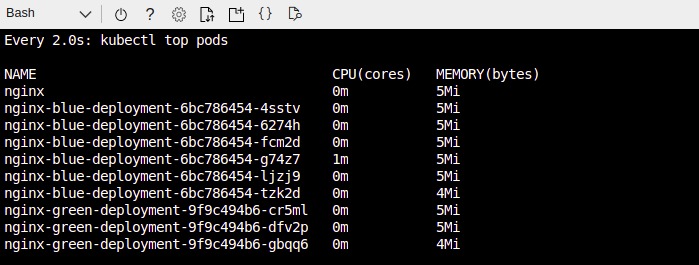 Bash
Every 2.0s: kubectl top pods
NAME CPU(cores) MEMORY(bytes)
nginx 0m 5Mi
nginx-blue-deployment-6bc786454-4sstv 0m 5Mi
nginx-blue-deployment-6bc786454-6274h 0m 5Mi
nginx-blue-deployment-6bc786454-fcm2d 0m 5Mi
nginx-blue-deployment-6bc786454-g74z7 1m 5Mi
nginx-blue-deployment-6bc786454-ljzj9 0m 5Mi
nginx-blue-deployment-6bc786454-tzk2d 0m 4Mi
nginx-green-deployment-9f9c494b6-cr5ml 0m 5Mi
nginx-green-deployment-9f9c494b6-dfv2p 0m 5Mi
nginx-green-deployment-9f9c494b6-gbqq6 0m 4Mi